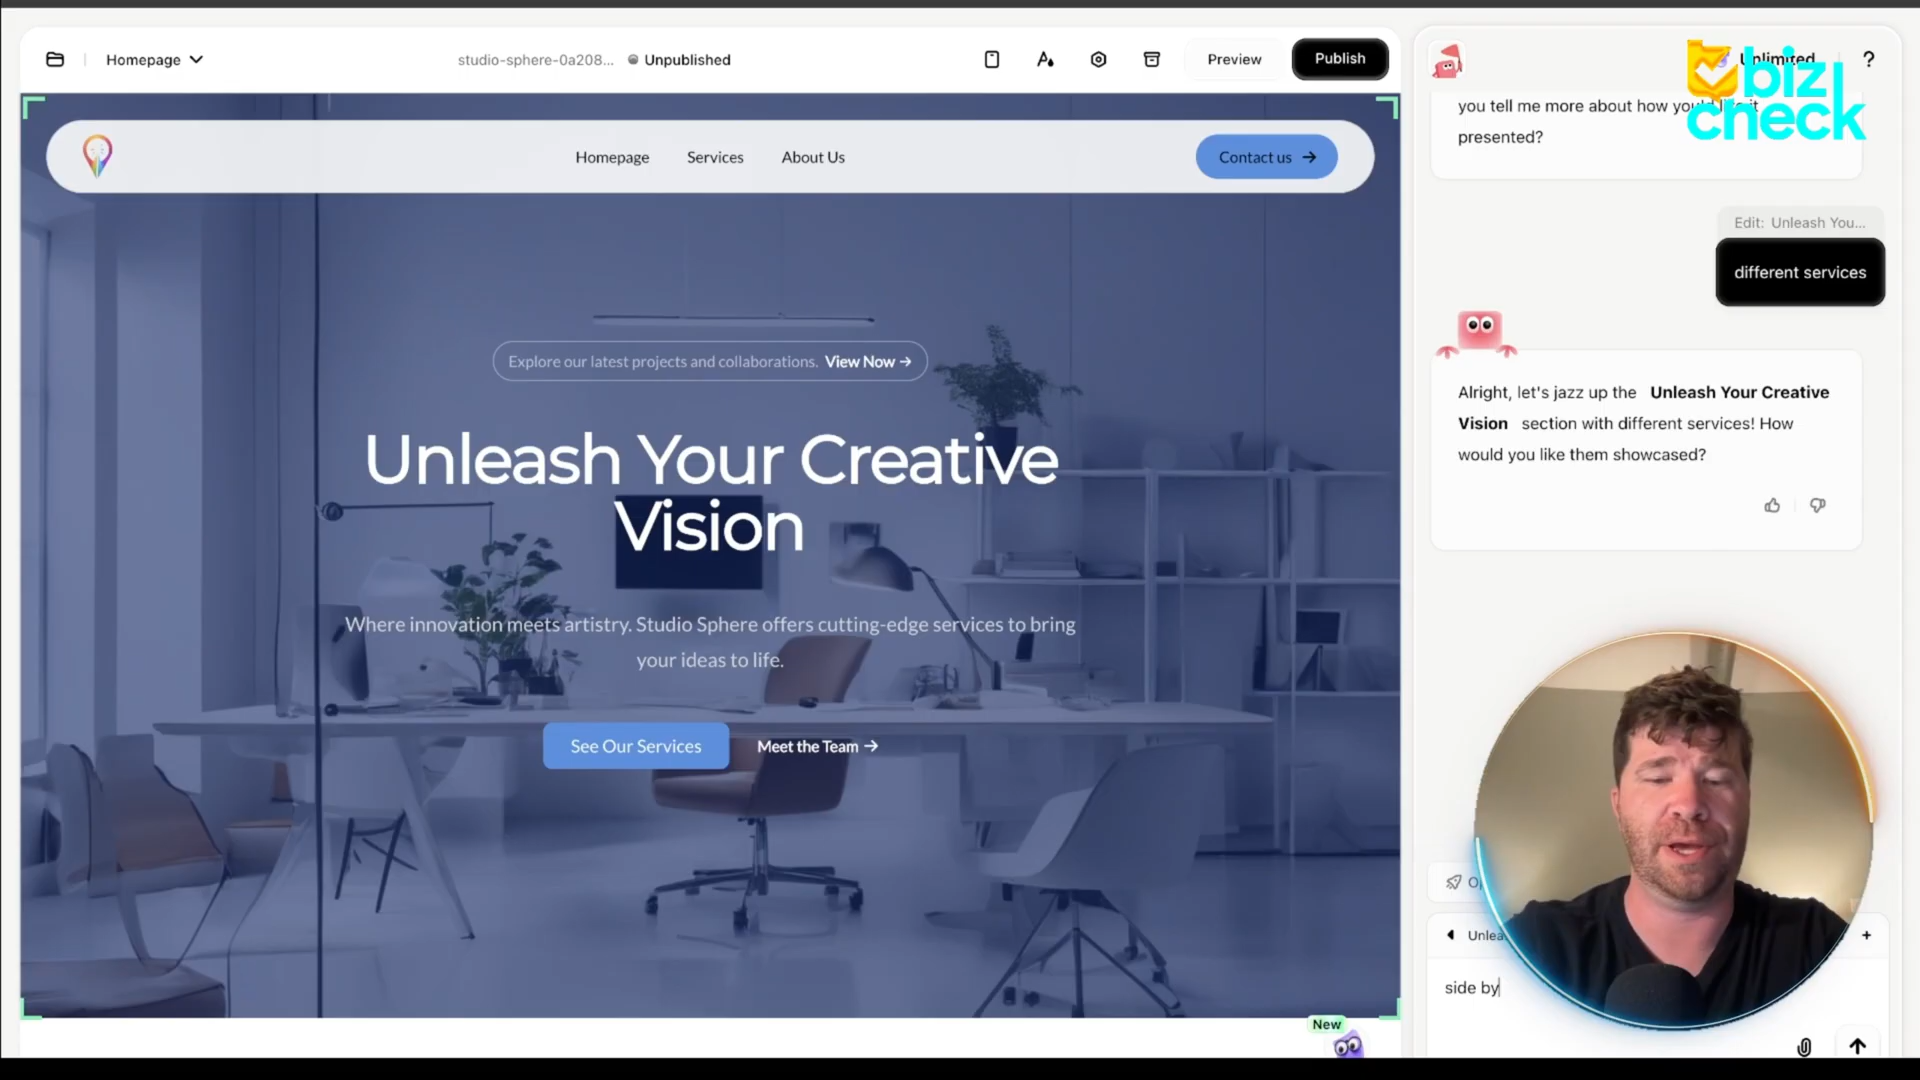 Homepage
studio-sphere-0a208...
Unpublished
Preview
Publish
Unlimited
?
biz
check
Homepage
Services
About Us
Contact us →
Explore our latest projects and collaborations. View Now →
Unleash Your Creative
Vision
Where innovation meets artistry. Studio Sphere offers cutting-edge services to bring
your ideas to life.
See Our Services
Meet the Team →
New
you tell me more about how you'd like it
presented?
Edit: Unleash You...
different services
Alright, let's jazz up the Unleash Your Creative
Vision section with different services! How
would you like them showcased?
side by